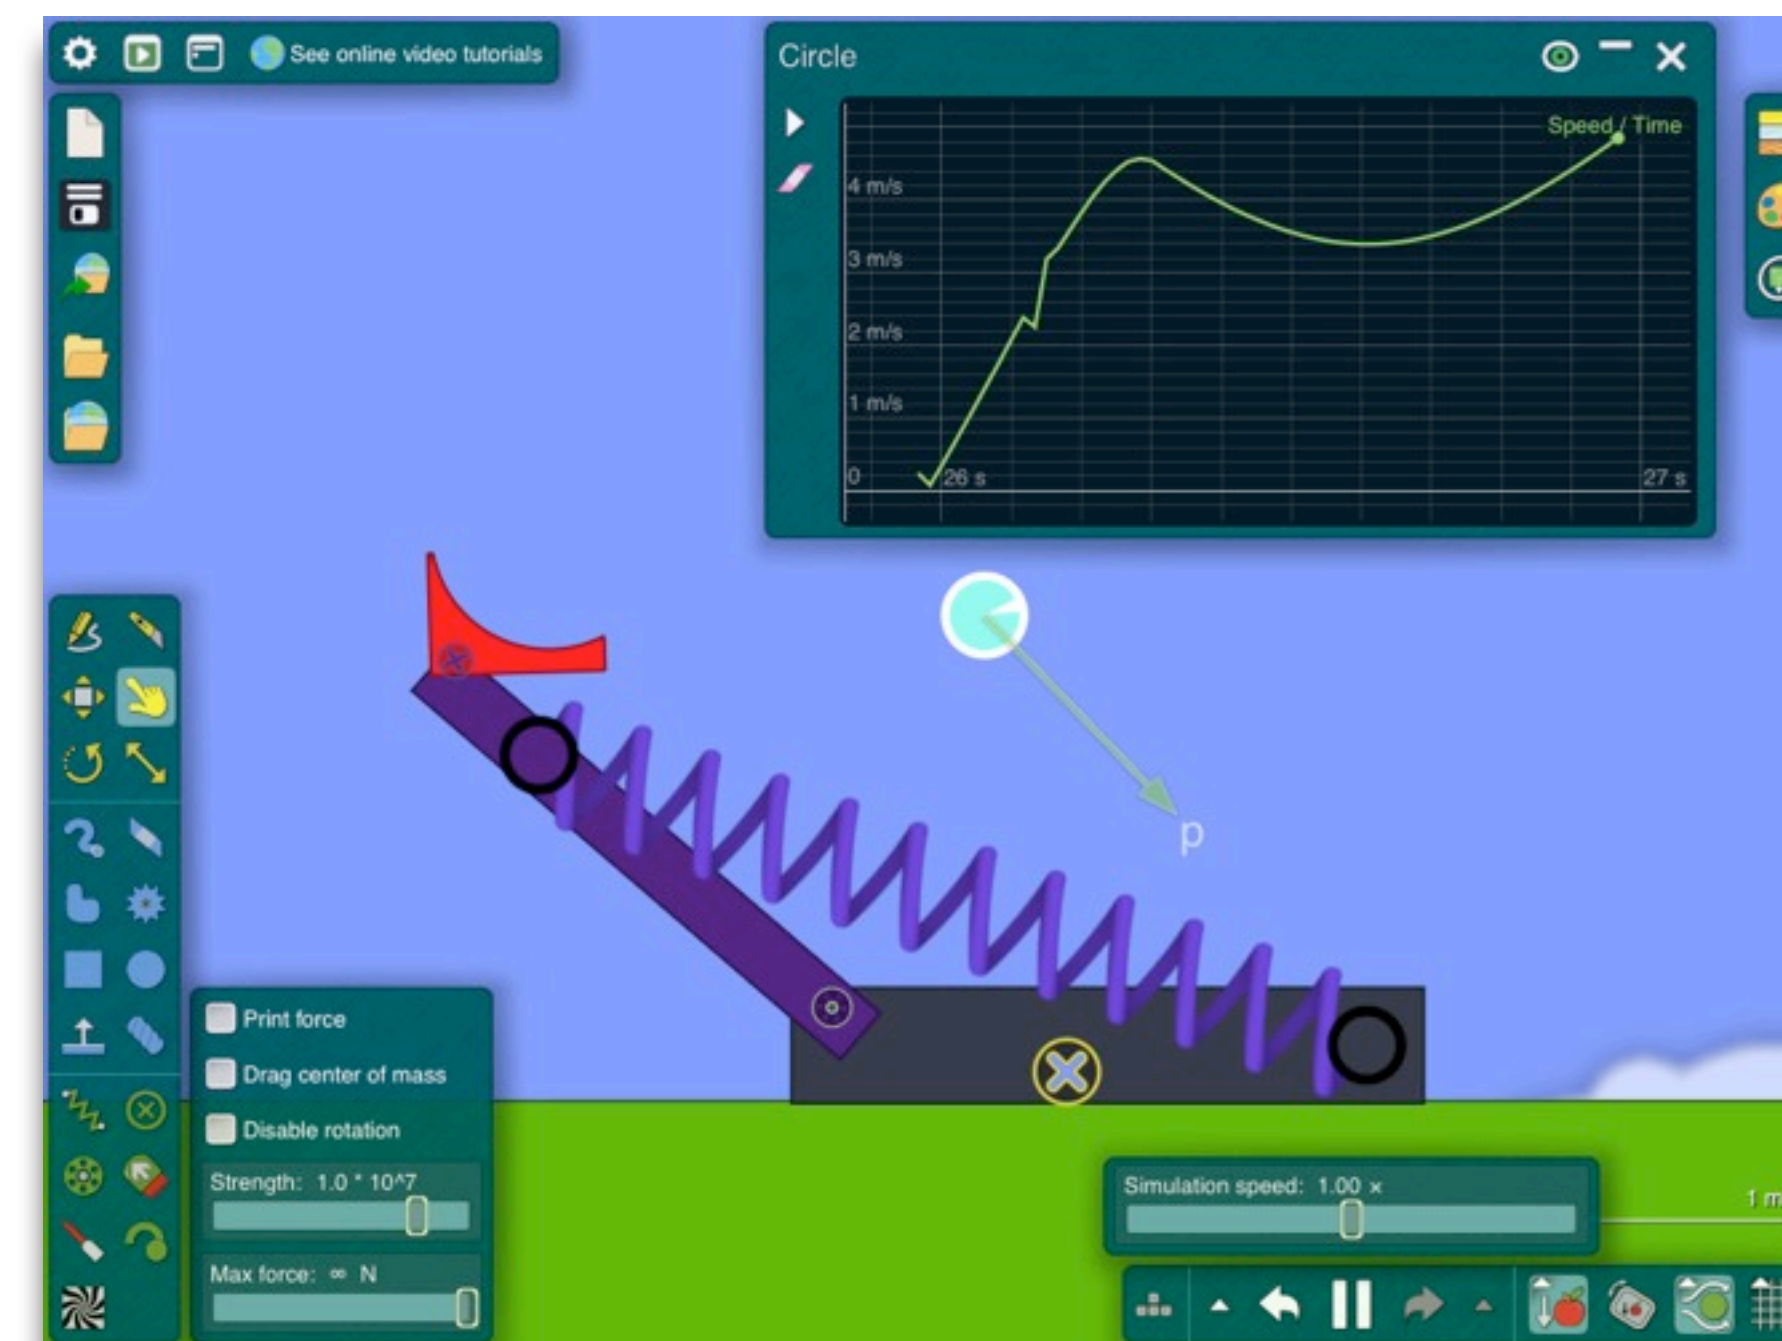 See online video tutorials
Circle
Speed / Time
4 m/s
3 m/s
2 m/s
1 m/s
0
26 s
27 s
p
Print force
Drag center of mass
Disable rotation
Strength: 1.0 * 10^7
Max force: ∞ N
Simulation speed: 1.00 ×
1 m